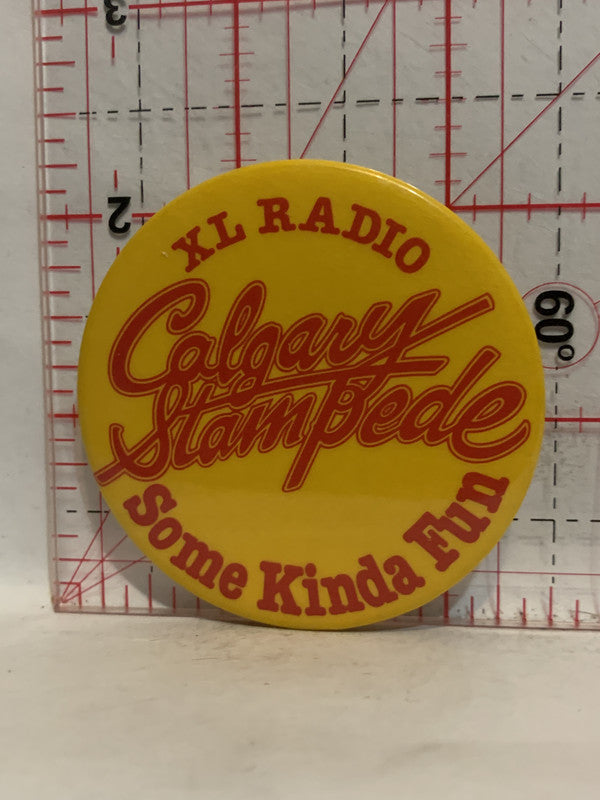 3
2
XL RADIO
Calgary
Stampede
Some Kinda Fun
60°